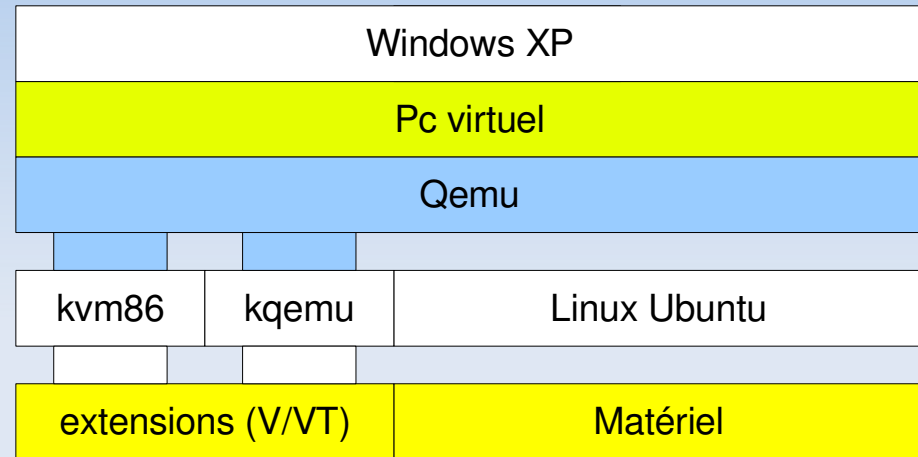 Windows XP
Pc virtuel
Qemu
kvm86
kqemu
Linux Ubuntu
extensions (V/VT)
Matériel